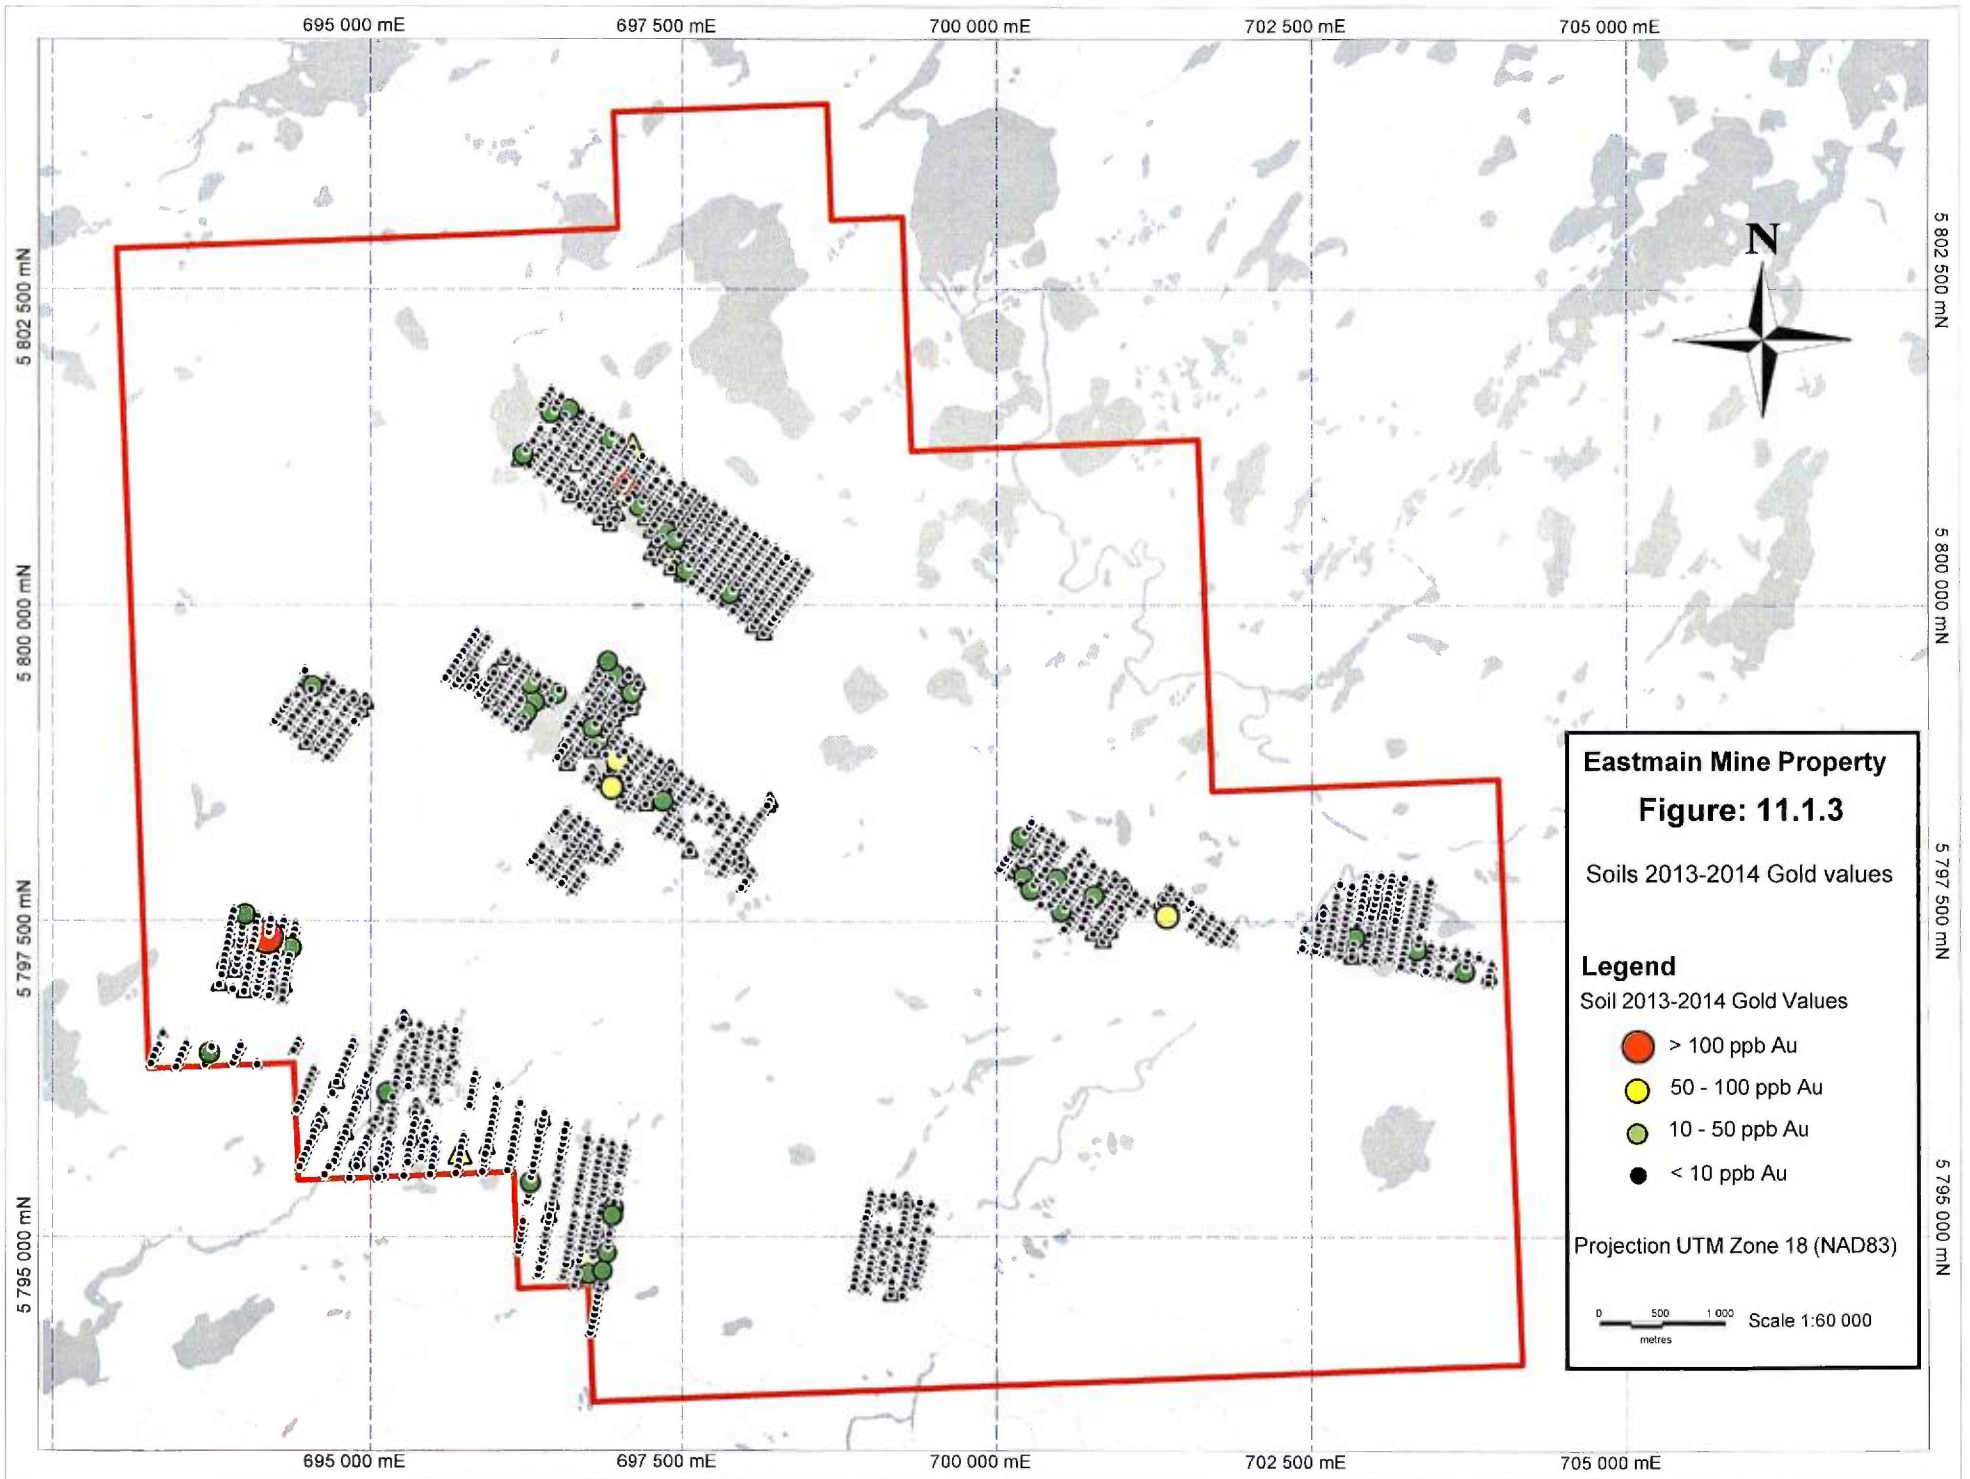 695 000 mE
697 500 mE
700 000 mE
702 500 mE
705 000 mE
5 802 500 mN
5 800 000 mN
5 797 500 mN
5 795 000 mN
5 802 500 mN
5 800 000 mN
5 797 500 mN
5 795 000 mN
N
Eastmain Mine Property
Figure: 11.1.3
Soils 2013-2014 Gold values
Legend
Soil 2013-2014 Gold Values
> 100 ppb Au
50 - 100 ppb Au
10 - 50 ppb Au
< 10 ppb Au
Projection UTM Zone 18 (NAD83)
0 500 1 000
metres
Scale 1:60 000
695 000 mE
697 500 mE
700 000 mE
702 500 mE
705 000 mE